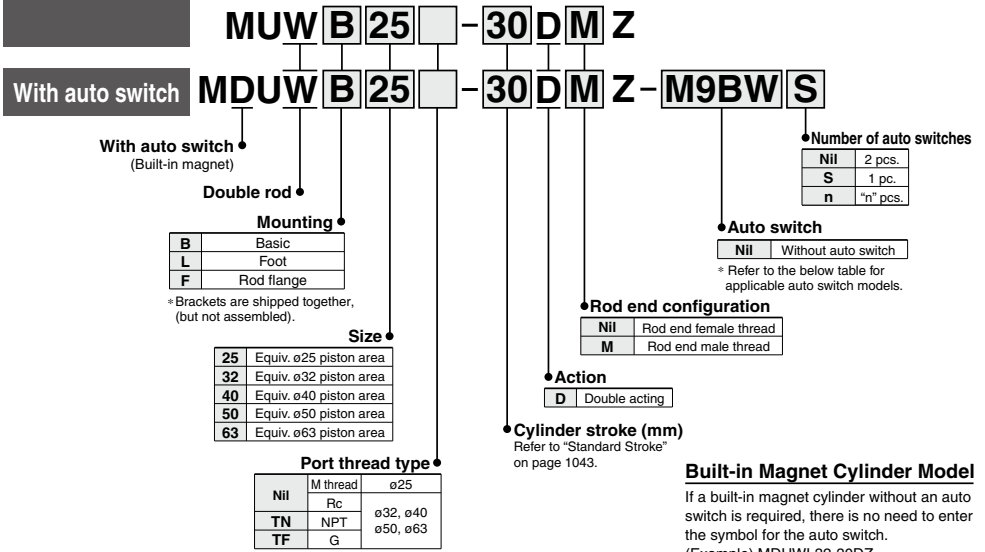 MUW B 25 - 30 D M Z
With auto switch MDUW B 25 - 30 D M Z - M9BW S
With auto switch
(Built-in magnet)
Number of auto switches
Nil 2 pcs.
S 1 pc.
n "n" pcs.
Double rod
Mounting
B Basic
L Foot
F Rod flange
* Brackets are shipped together,
(but not assembled).
Auto switch
Nil Without auto switch
* Refer to the below table for
applicable auto switch models.
Rod end configuration
Nil Rod end female thread
M Rod end male thread
Size
25 Equiv. ø25 piston area
32 Equiv. ø32 piston area
40 Equiv. ø40 piston area
50 Equiv. ø50 piston area
63 Equiv. ø63 piston area
Action
D Double acting
Cylinder stroke (mm)
Refer to "Standard Stroke"
on page 1043.
Port thread type
Nil M thread ø25
Rc ø32, ø40
TN NPT ø50, ø63
TF G
Built-in Magnet Cylinder Model
If a built-in magnet cylinder without an auto
switch is required, there is no need to enter
the symbol for the auto switch.